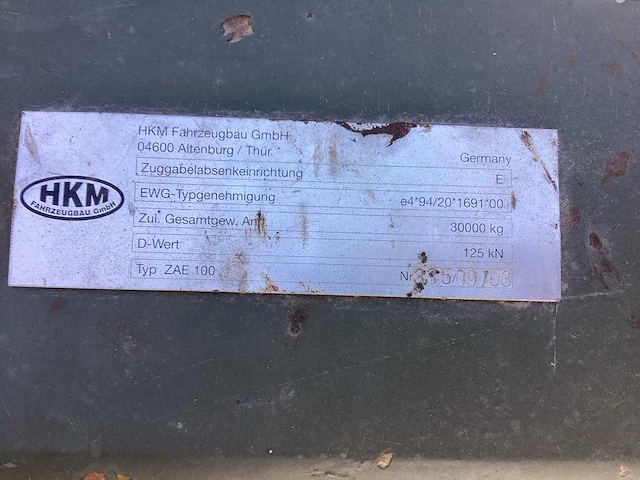 HKM Fahrzeugbau GmbH
04600 Altenburg / Thür. Germany
Zuggabelabsenkeinrichtung E
HKM
FAHRZEUGBAU GmbH
EWG-Typgenehmigung e4*94/20*1691*00
Zul. Gesamtgew. Anh 30000 kg
D-Wert 125 kN
Typ ZAE 100 Nr.